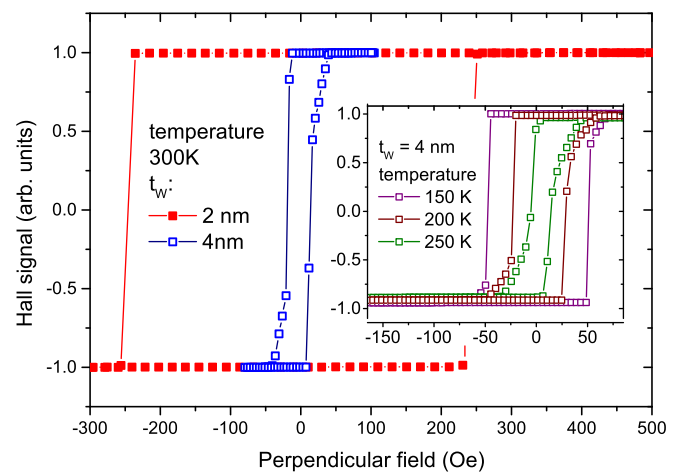 1.0
0.5
0.0
-0.5
-1.0
Hall signal (arb. units)
temperature
300K
t_W:
2 nm
4nm
t_W = 4 nm
temperature
150 K
200 K
250 K
1.0
0.5
0.0
-0.5
-1.0
-150 -100 -50 0 50
-300 -200 -100 0 100 200 300 400 500
Perpendicular field (Oe)